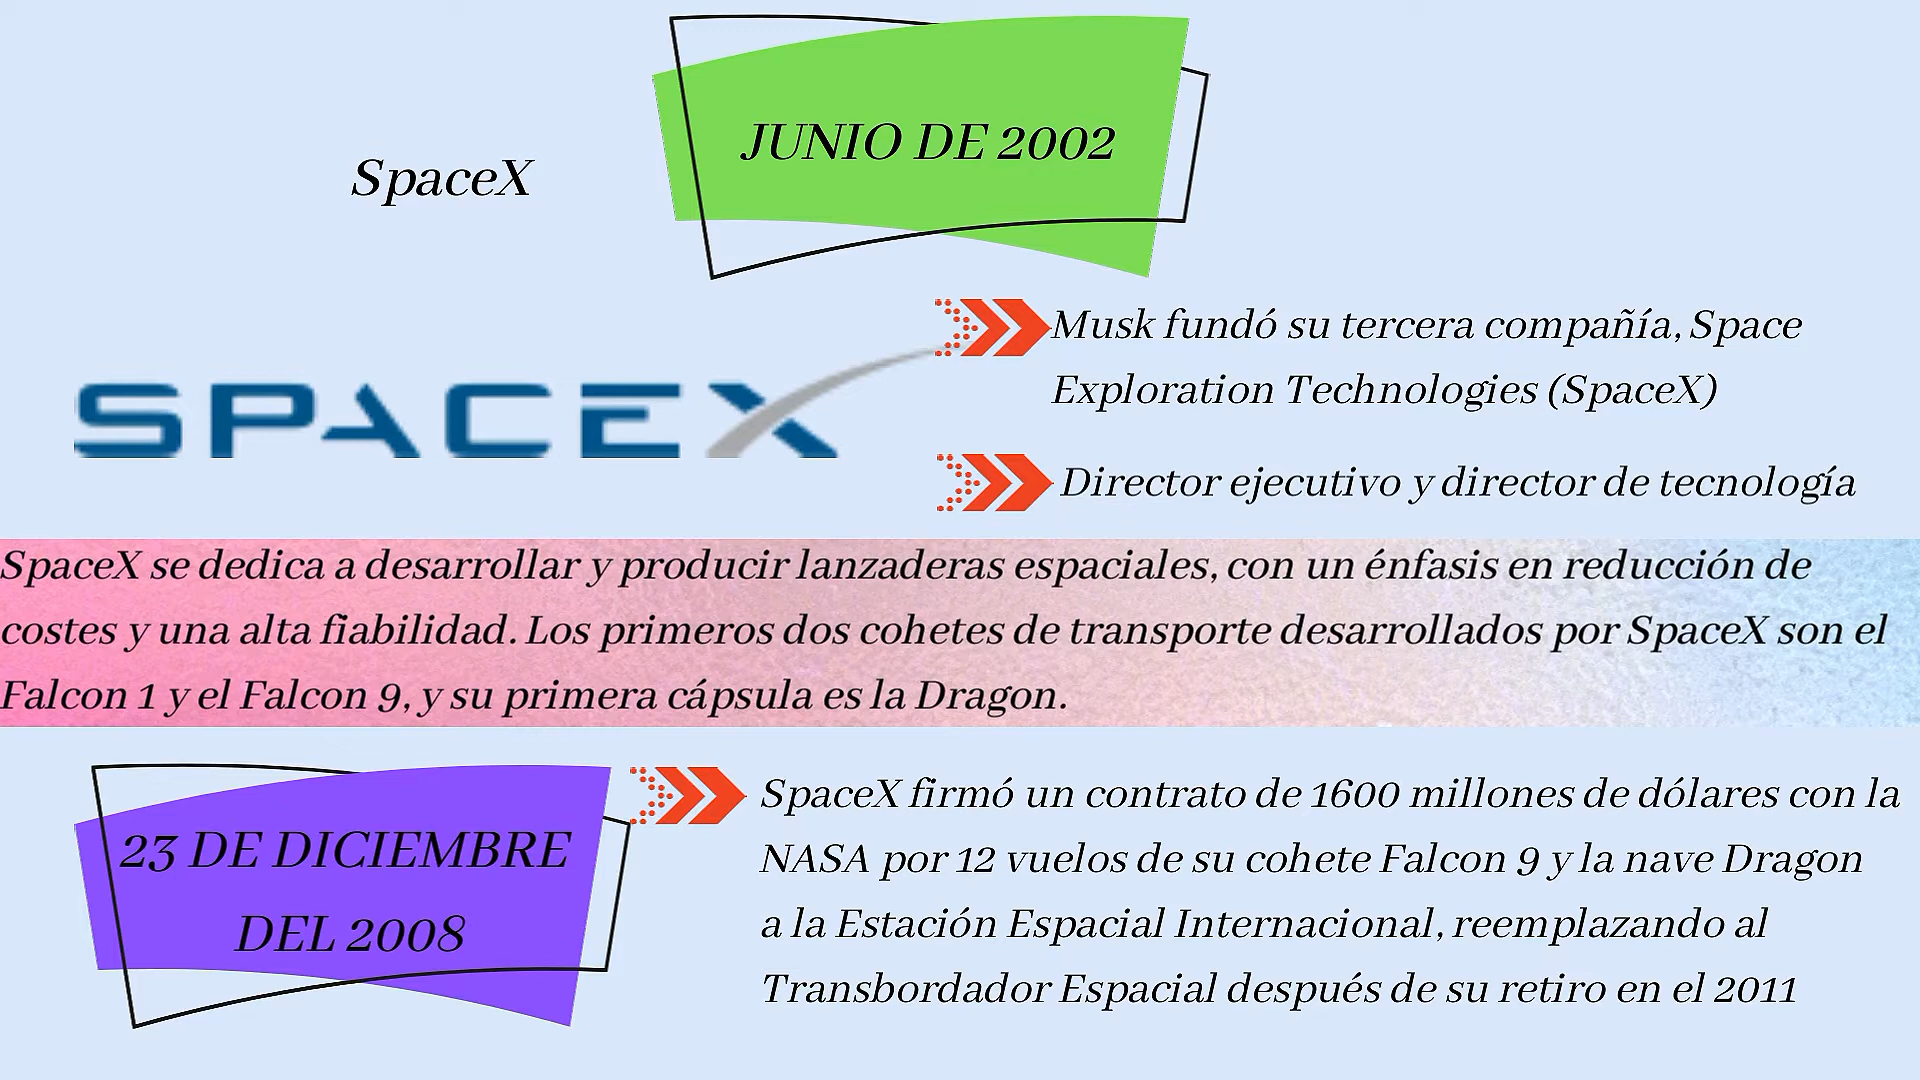 JUNIO DE 2002
SpaceX
SPACEX
Musk fundó su tercera compañía, Space
Exploration Technologies (SpaceX)
Director ejecutivo y director de tecnología
SpaceX se dedica a desarrollar y producir lanzaderas espaciales, con un énfasis en reducción de
costes y una alta fiabilidad. Los primeros dos cohetes de transporte desarrollados por SpaceX son el
Falcon 1 y el Falcon 9, y su primera cápsula es la Dragon.
23 DE DICIEMBRE
DEL 2008
SpaceX firmó un contrato de 1600 millones de dólares con la
NASA por 12 vuelos de su cohete Falcon 9 y la nave Dragon
a la Estación Espacial Internacional, reemplazando al
Transbordador Espacial después de su retiro en el 2011